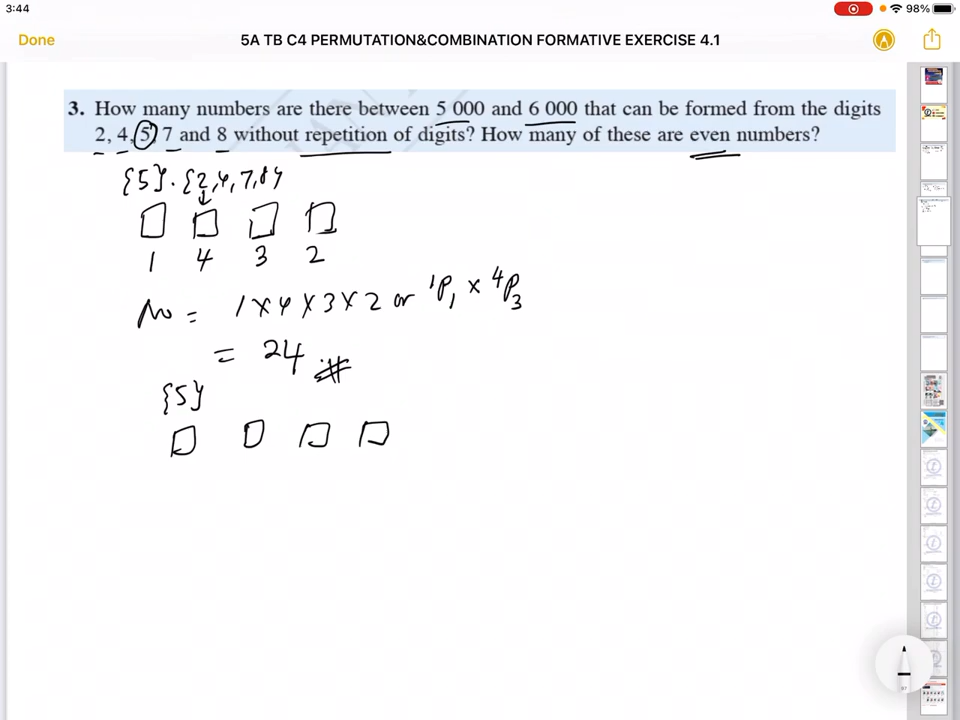 3:44
98%
Done
5A TB C4 PERMUTATION&COMBINATION FORMATIVE EXERCISE 4.1
3. How many numbers are there between 5 000 and 6 000 that can be formed from the digits
2, 4, 5, 7 and 8 without repetition of digits? How many of these are even numbers?
{5} . {2, 4, 7, 8}
1 4 3 2
No = 1 × 4 × 3 × 2 or ¹P₁ × ⁴P₃
= 24 #
{5}
97